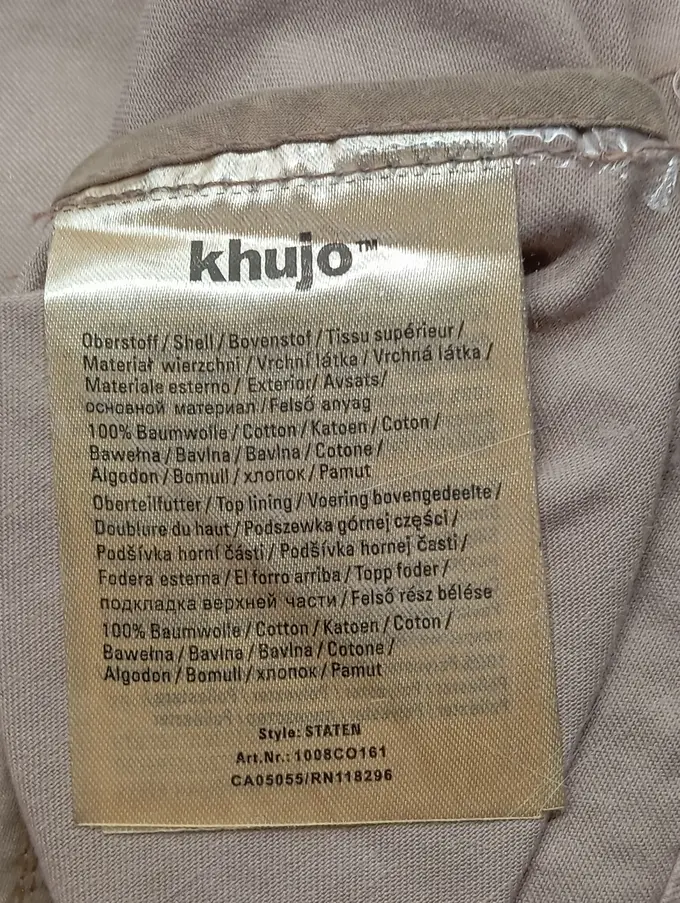 khujo™
Oberstoff / Shell / Bovenstof / Tissu supérieur /
Materiał wierzchni / Vrchní látka / Vrchná látka /
Materiale esterno / Exterior / Avsats/
основной материал / Felső anyag
100% Baumwolle / Cotton / Katoen / Coton /
Bawełna / Bavlna / Bavlna / Cotone /
Algodon / Bomull / хлопок / Pamut
Oberteilfutter / Top lining / Voering bovengedeelte /
Doublure du haut / Podszewka górnej części /
Podšívka horní části / Podšívka hornej časti /
Fodera esterna / El forro arriba / Topp foder /
подкладка верхней части / Felső rész bélése
100% Baumwolle / Cotton / Katoen / Coton /
Bawełna / Bavlna / Bavlna / Cotone /
Algodon / Bomull / хлопок / Pamut
Style: STATEN
Art.Nr.: 1008CO161
CA05055/RN118296